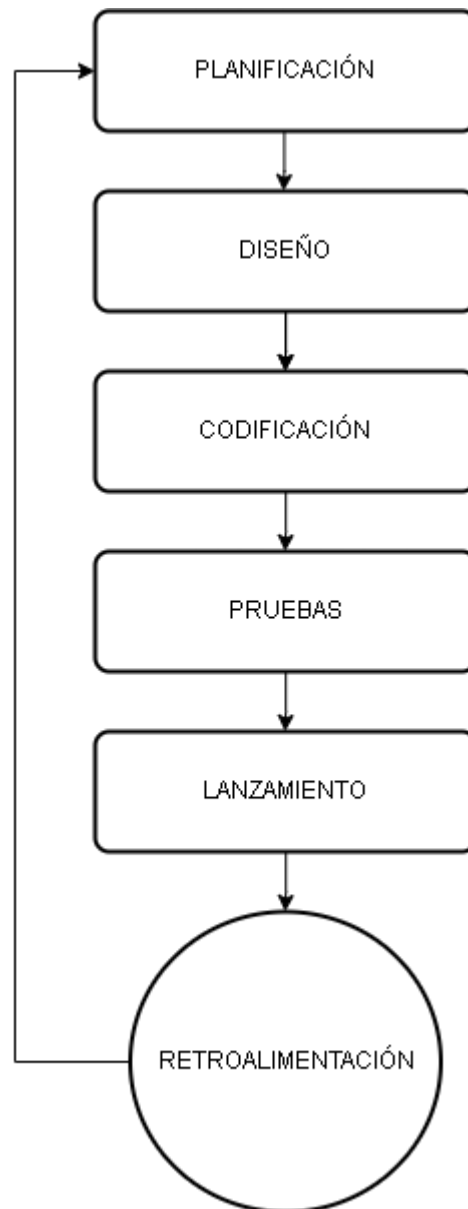 PLANIFICACIÓN
DISEÑO
CODIFICACIÓN
PRUEBAS
LANZAMIENTO
RETROALIMENTACIÓN